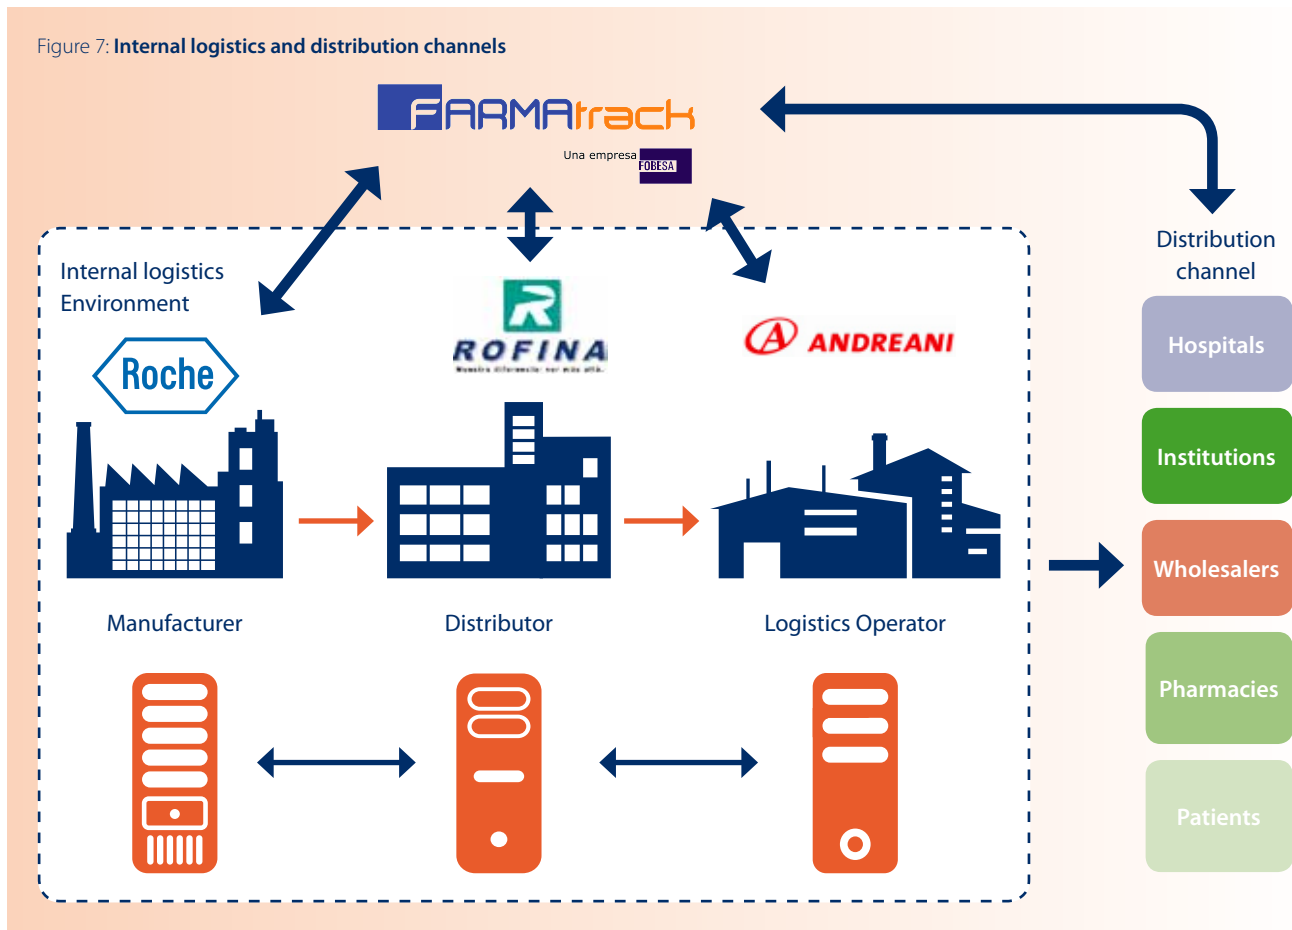 Figure 7: Internal logistics and distribution channels
FARMAtrack
Una empresa FOBESA
Distribution
channel
Internal logistics
Environment
Roche
ROFINA
ANDREANI
Hospitals
Institutions
Wholesalers
Pharmacies
Patients
Manufacturer
Distributor
Logistics Operator